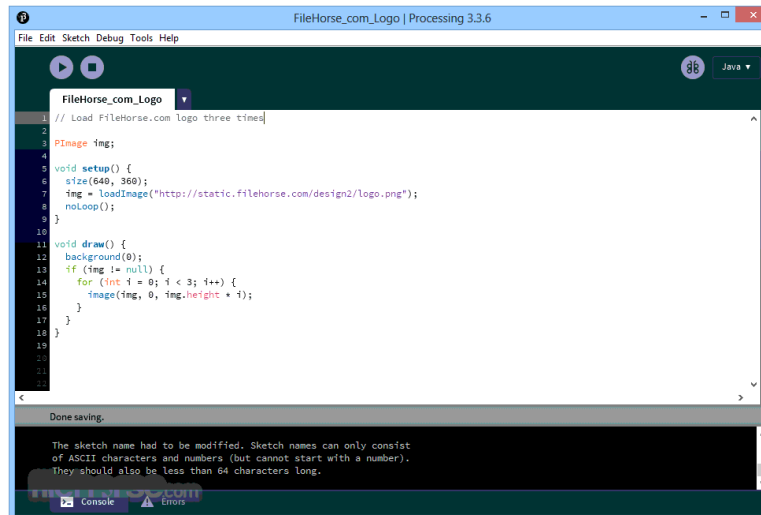 FileHorse_com_Logo | Processing 3.3.6
File Edit Sketch Debug Tools Help
Java
FileHorse_com_Logo
1 // Load FileHorse.com logo three times
2
3 PImage img;
4
5 void setup() {
6 size(640, 360);
7 img = loadImage("http://static.filehorse.com/design2/logo.png");
8 noLoop();
9 }
10
11 void draw() {
12 background(0);
13 if (img != null) {
14 for (int i = 0; i < 3; i++) {
15 image(img, 0, img.height * i);
16 }
17 }
18 }
19
20
21
22
Done saving.
The sketch name had to be modified. Sketch names can only consist
of ASCII characters and numbers (but cannot start with a number).
They should also be less than 64 characters long.
Console Errors